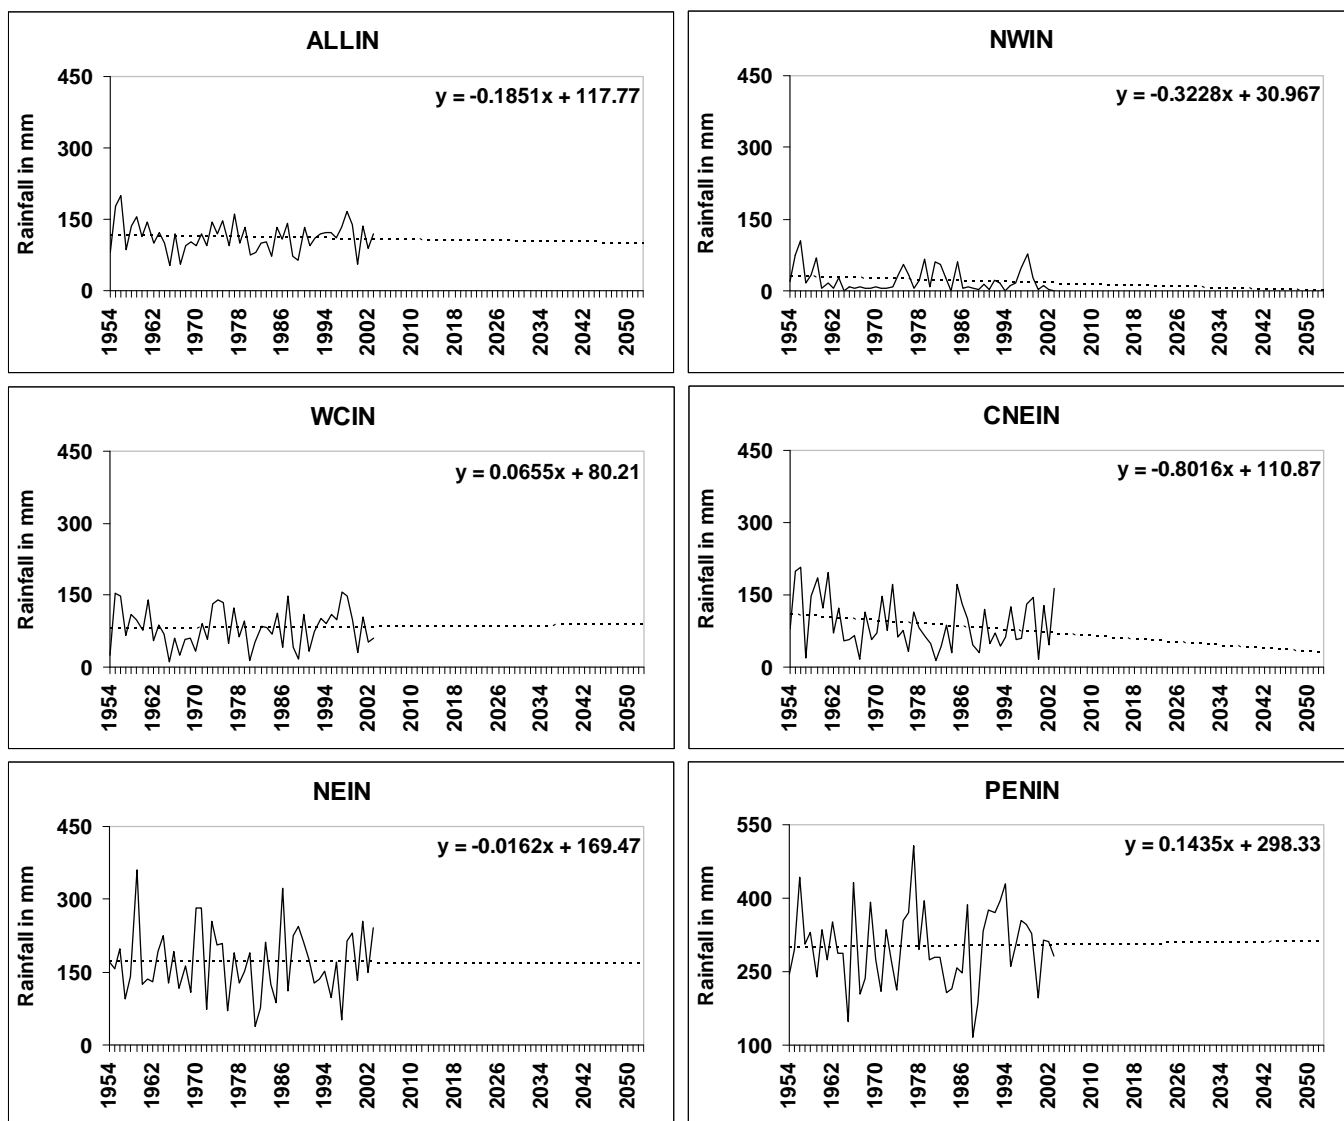 ALLIN
y = -0.1851x + 117.77
Rainfall in mm
450
300
150
0
1954 1962 1970 1978 1986 1994 2002 2010 2018 2026 2034 2042 2050
NWIN
y = -0.3228x + 30.967
Rainfall in mm
450
300
150
0
1954 1962 1970 1978 1986 1994 2002 2010 2018 2026 2034 2042 2050
WCIN
y = 0.0655x + 80.21
Rainfall in mm
450
300
150
0
1954 1962 1970 1978 1986 1994 2002 2010 2018 2026 2034 2042 2050
CNEIN
y = -0.8016x + 110.87
Rainfall in mm
450
300
150
0
1954 1962 1970 1978 1986 1994 2002 2010 2018 2026 2034 2042 2050
NEIN
y = -0.0162x + 169.47
Rainfall in mm
450
300
150
0
1954 1962 1970 1978 1986 1994 2002 2010 2018 2026 2034 2042 2050
PENIN
y = 0.1435x + 298.33
Rainfall in mm
550
400
250
100
1954 1962 1970 1978 1986 1994 2002 2010 2018 2026 2034 2042 2050